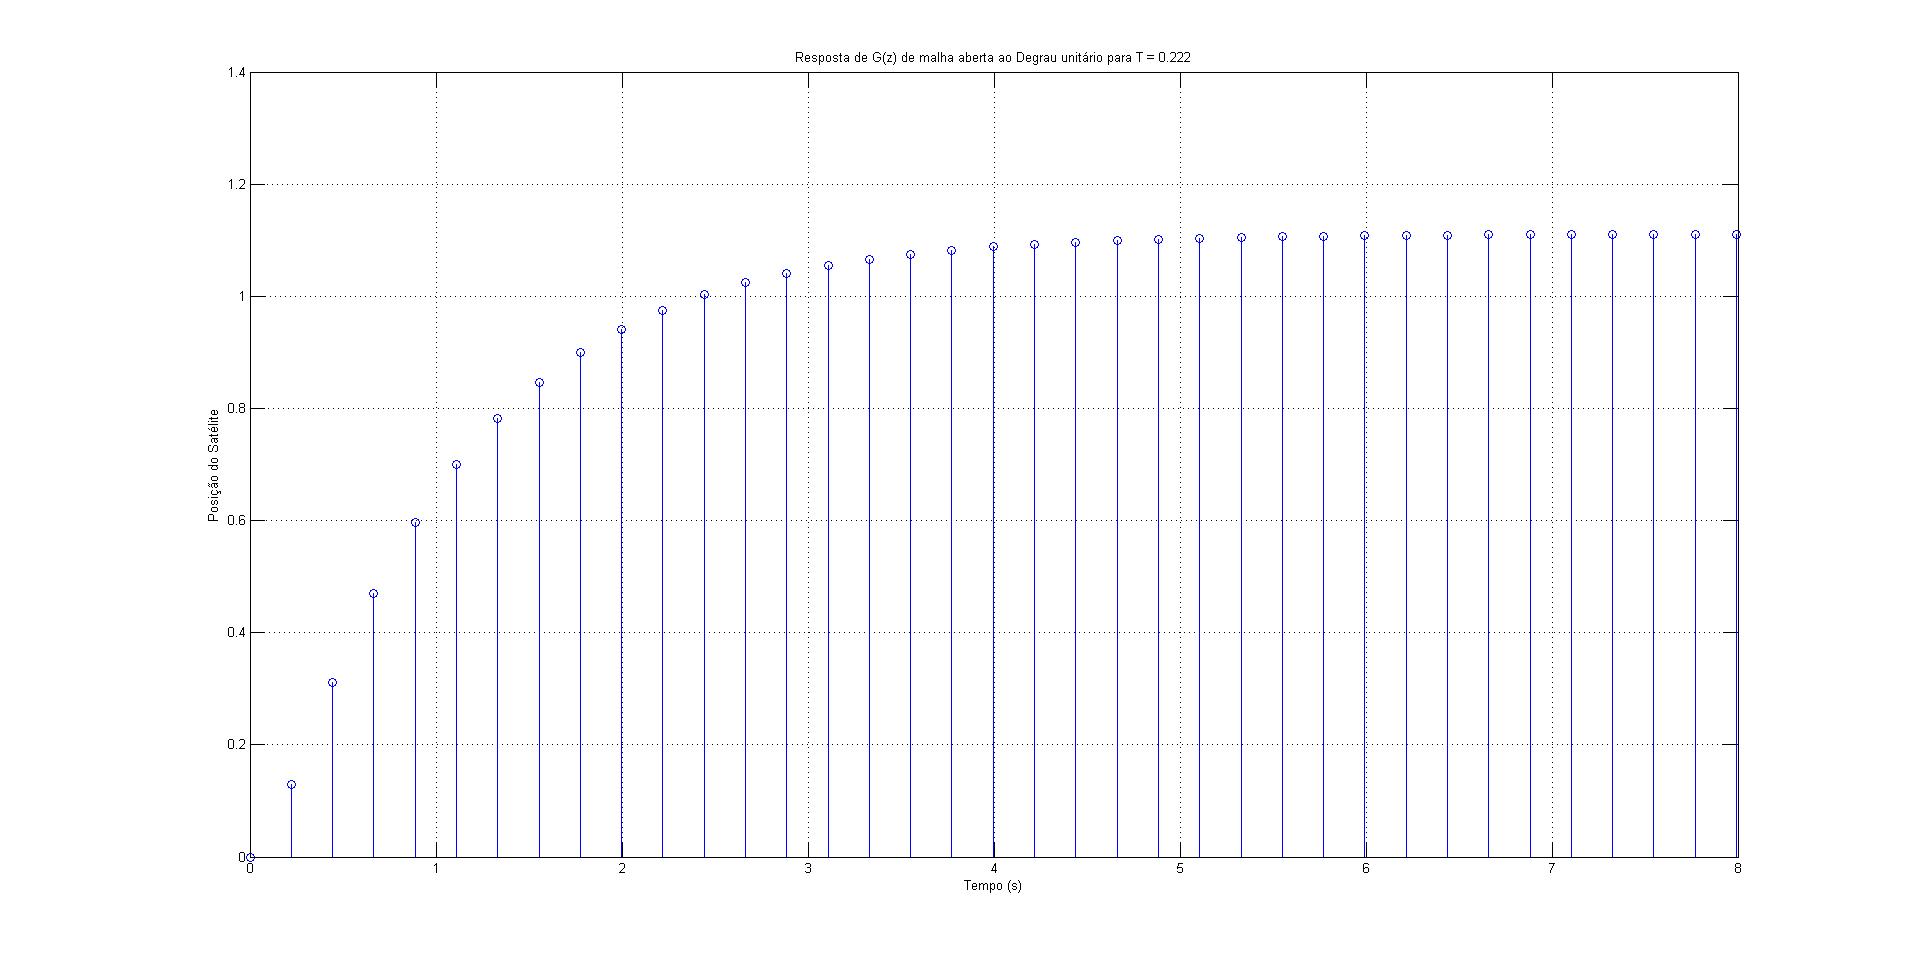 Resposta de G(z) de malha aberta ao Degrau unitário para T = 0.222
1.4
1.2
1
0.8
0.6
0.4
0.2
0
Posição do Satélite
0 1 2 3 4 5 6 7 8
Tempo (s)